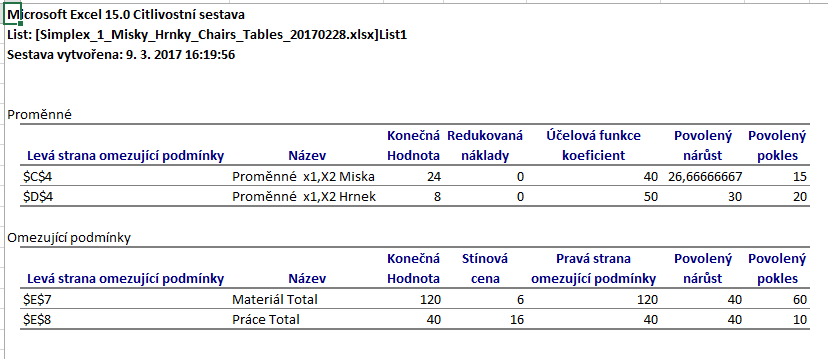 Microsoft Excel 15.0 Citlivostní sestava
List: [Simplex_1_Misky_Hrnky_Chairs_Tables_20170228.xlsx]List1
Sestava vytvořena: 9. 3. 2017 16:19:56
Proměnné
Konečná Redukovaná Účelová funkce Povolený Povolený
Levá strana omezující podmínky Název Hodnota náklady koeficient nárůst pokles
$C$4 Proměnné x1,X2 Miska 24 0 40 26,66666667 15
$D$4 Proměnné x1,X2 Hrnek 8 0 50 30 20
Omezující podmínky
Konečná Stínová Pravá strana Povolený Povolený
Levá strana omezující podmínky Název Hodnota cena omezující podmínky nárůst pokles
$E$7 Materiál Total 120 6 120 40 60
$E$8 Práce Total 40 16 40 40 10